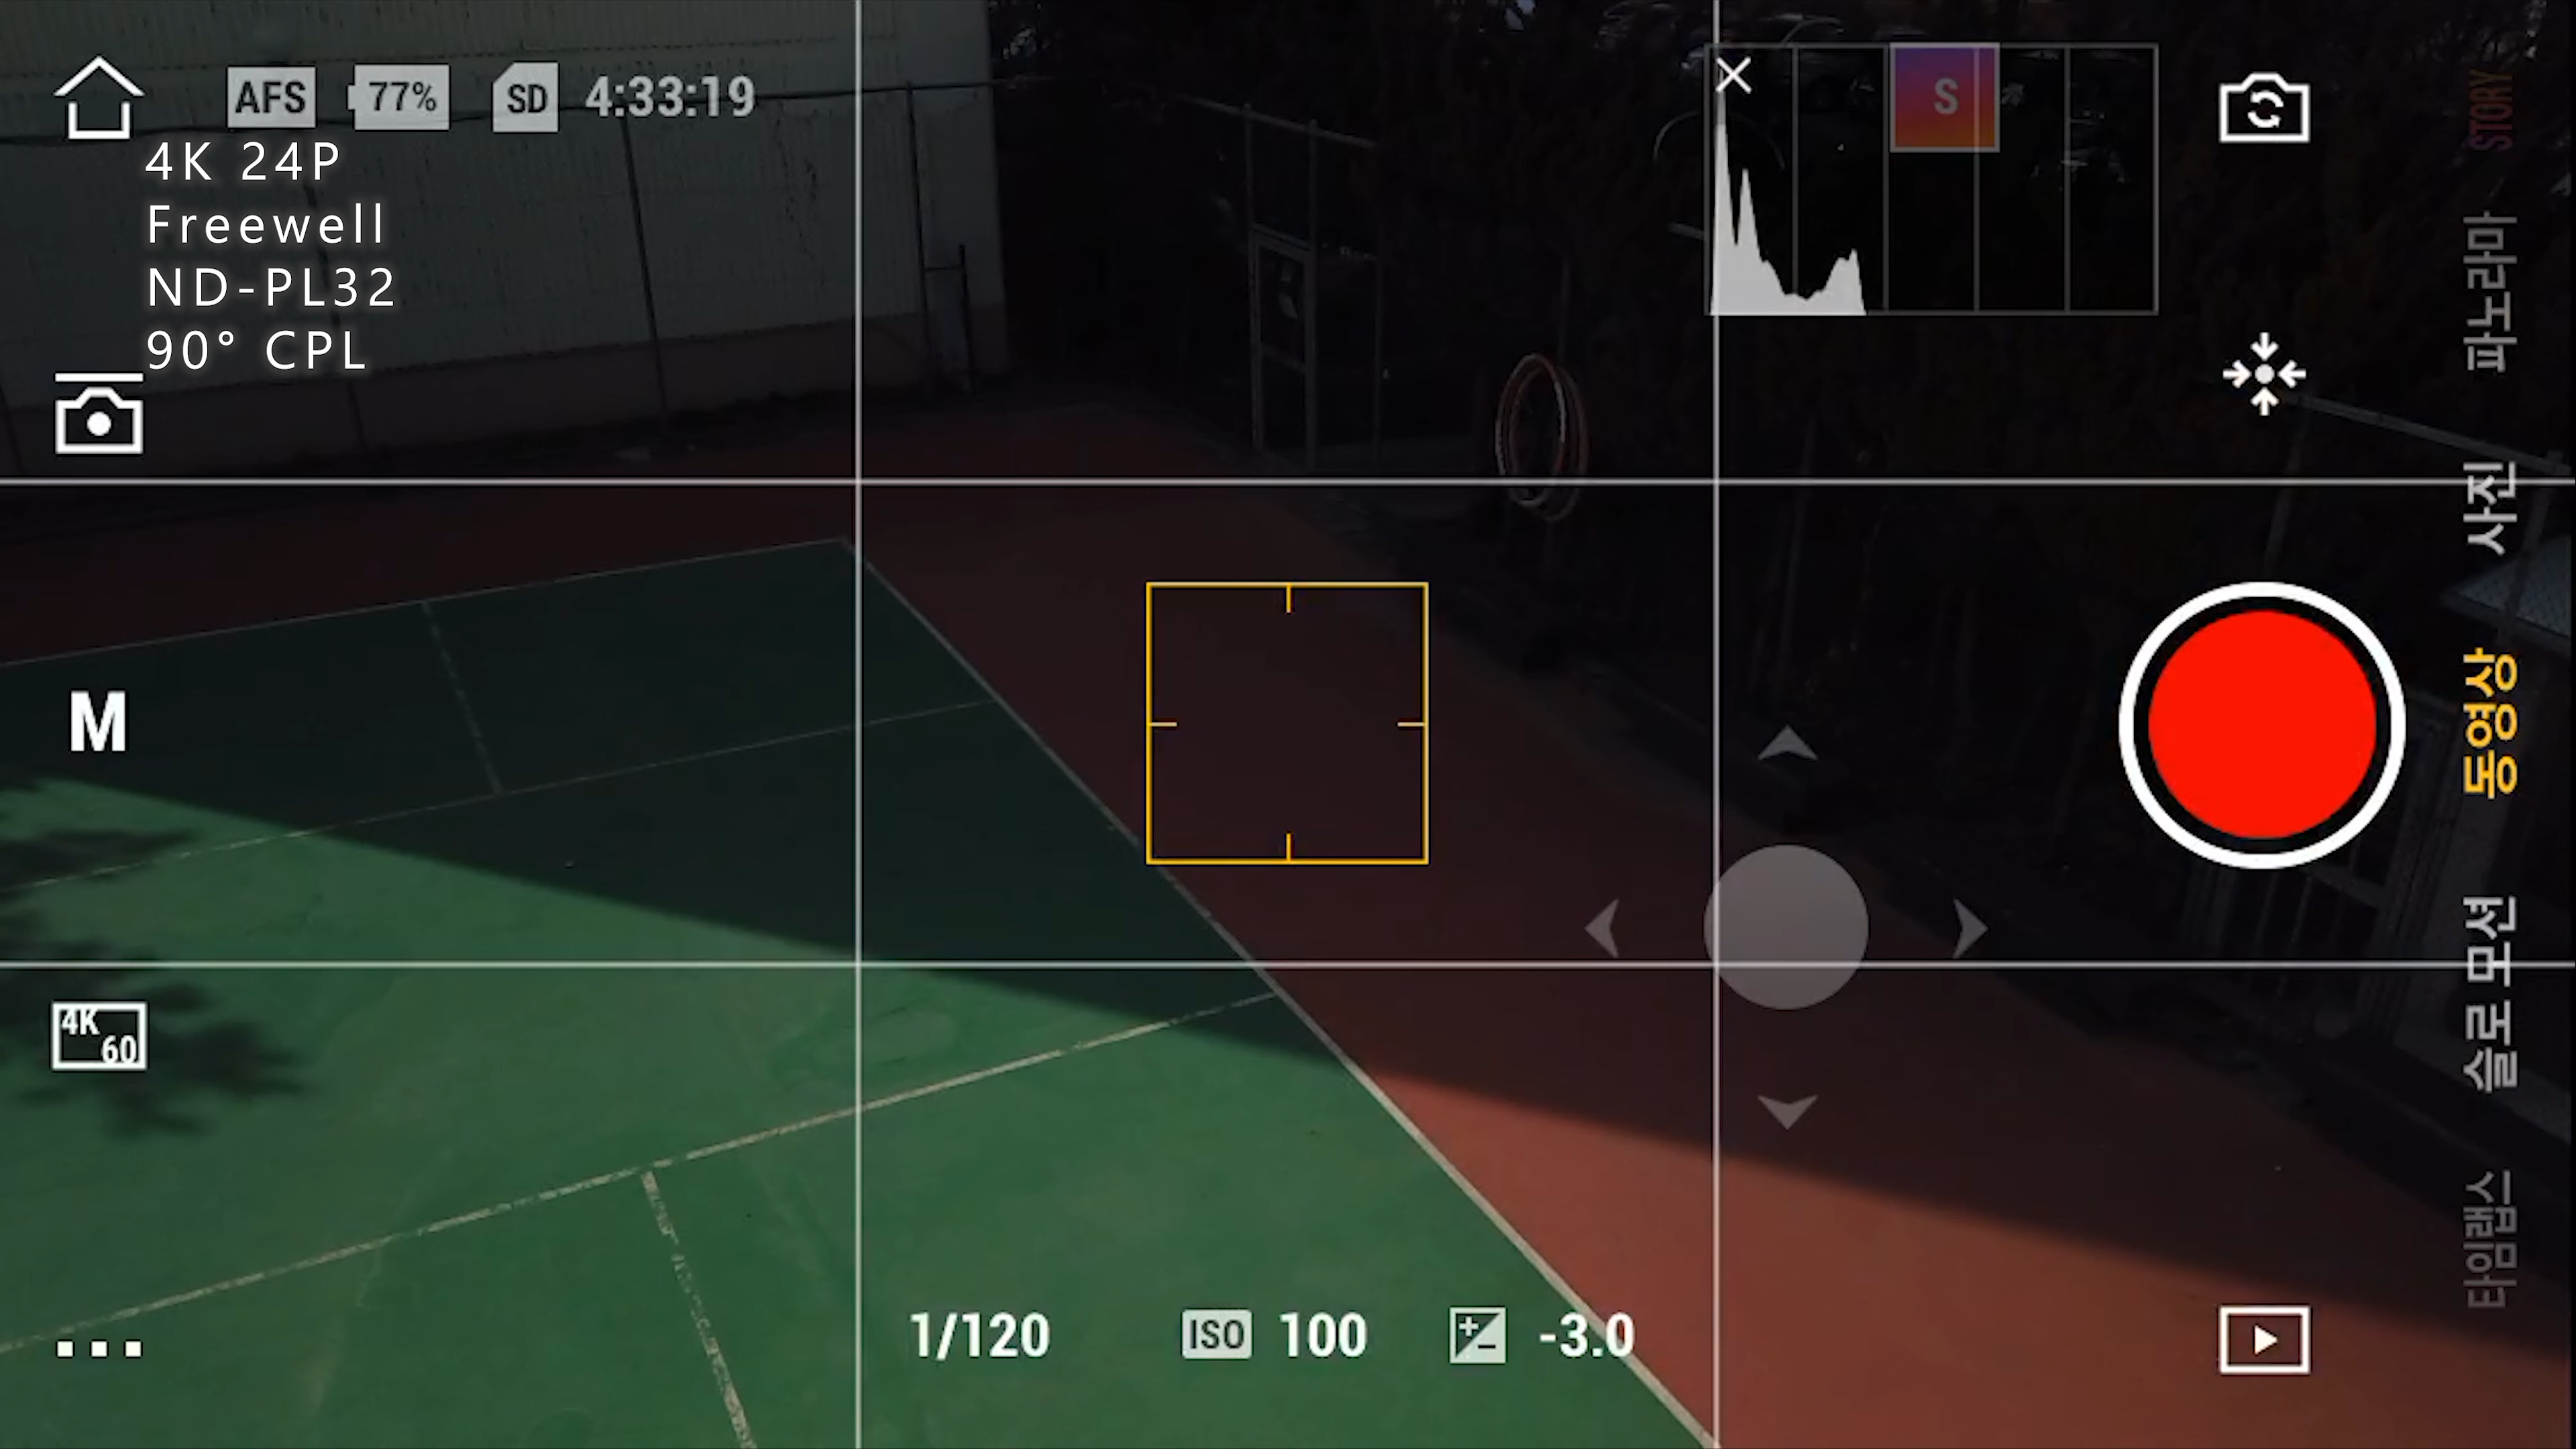 AFS 77% SD 4:33:19
S
4K 24P
Freewell
ND-PL32
90° CPL
M
4K
60
1/120 ISO 100 -3.0
STORY
파노라마
사진
동영상
슬로 모션
타임랩스